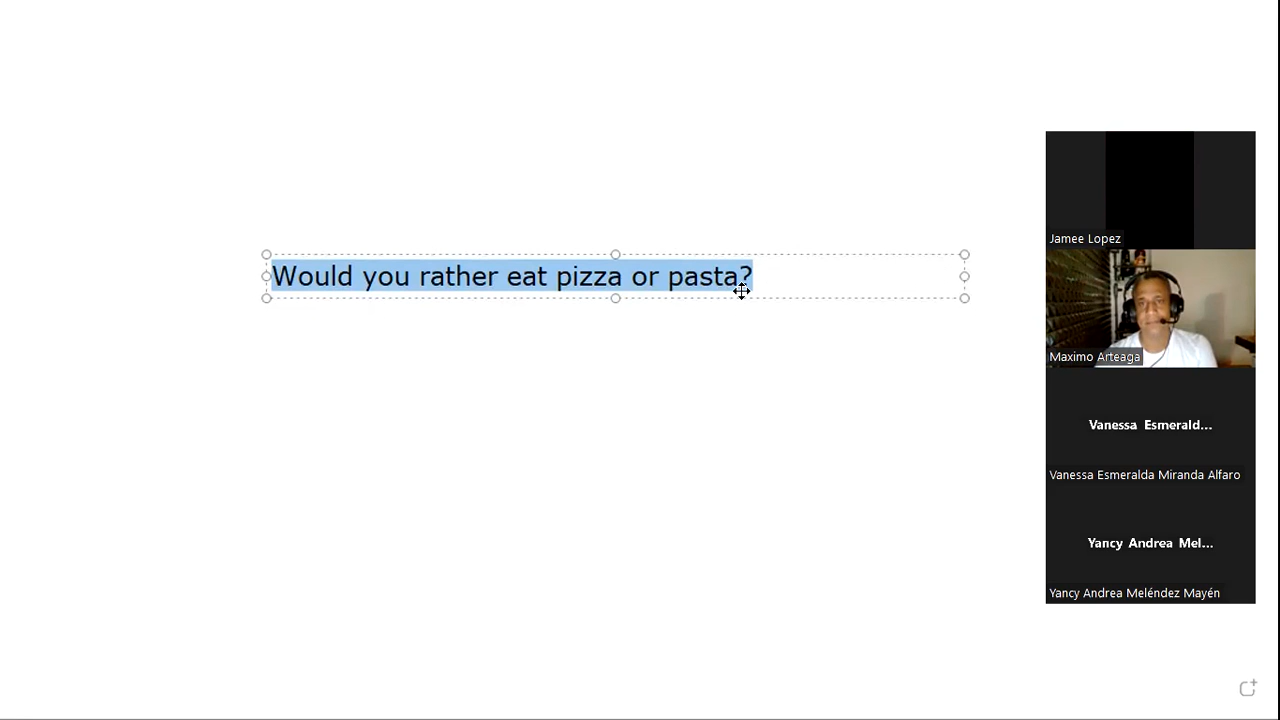 Would you rather eat pizza or pasta?
Jamee Lopez
Maximo Arteaga
Vanessa Esmerald...
Vanessa Esmeralda Miranda Alfaro
Yancy Andrea Mel...
Yancy Andrea Meléndez Mayén